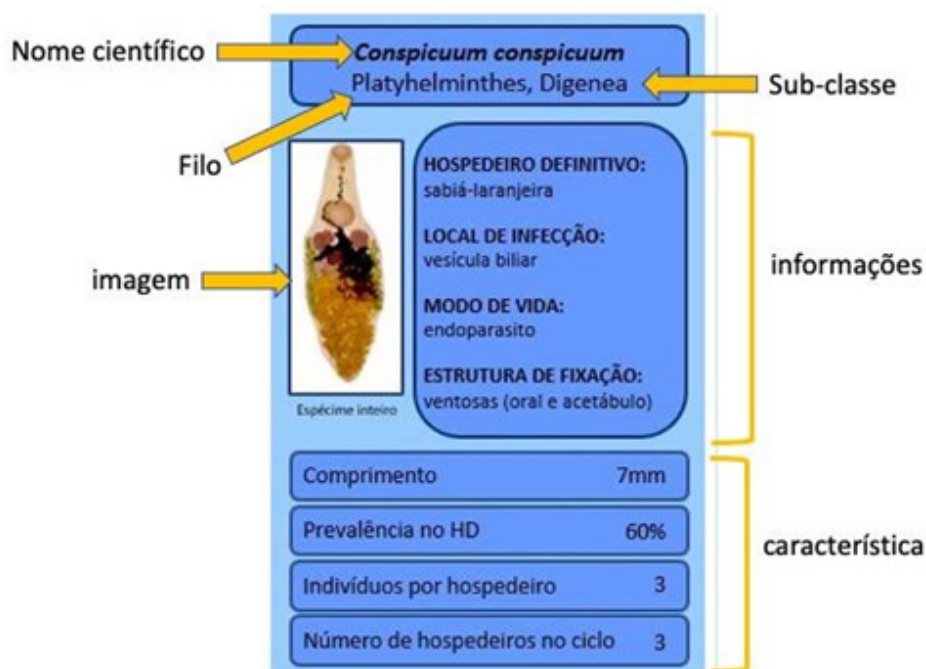 Nome científico
Conspicuum conspicuum
Platyhelminthes, Digenea
Sub-classe
Filo
imagem
Espécime inteiro
HOSPEDEIRO DEFINITIVO:
sabiá-laranjeira
LOCAL DE INFECÇÃO:
vesícula biliar
MODO DE VIDA:
endoparasito
ESTRUTURA DE FIXAÇÃO:
ventosas (oral e acetábulo)
informações
Comprimento 7mm
Prevalência no HD 60%
Indivíduos por hospedeiro 3
Número de hospedeiros no ciclo 3
característica